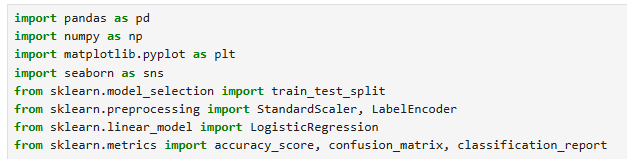 import pandas as pd
import numpy as np
import matplotlib.pyplot as plt
import seaborn as sns
from sklearn.model_selection import train_test_split
from sklearn.preprocessing import StandardScaler, LabelEncoder
from sklearn.linear_model import LogisticRegression
from sklearn.metrics import accuracy_score, confusion_matrix, classification_report